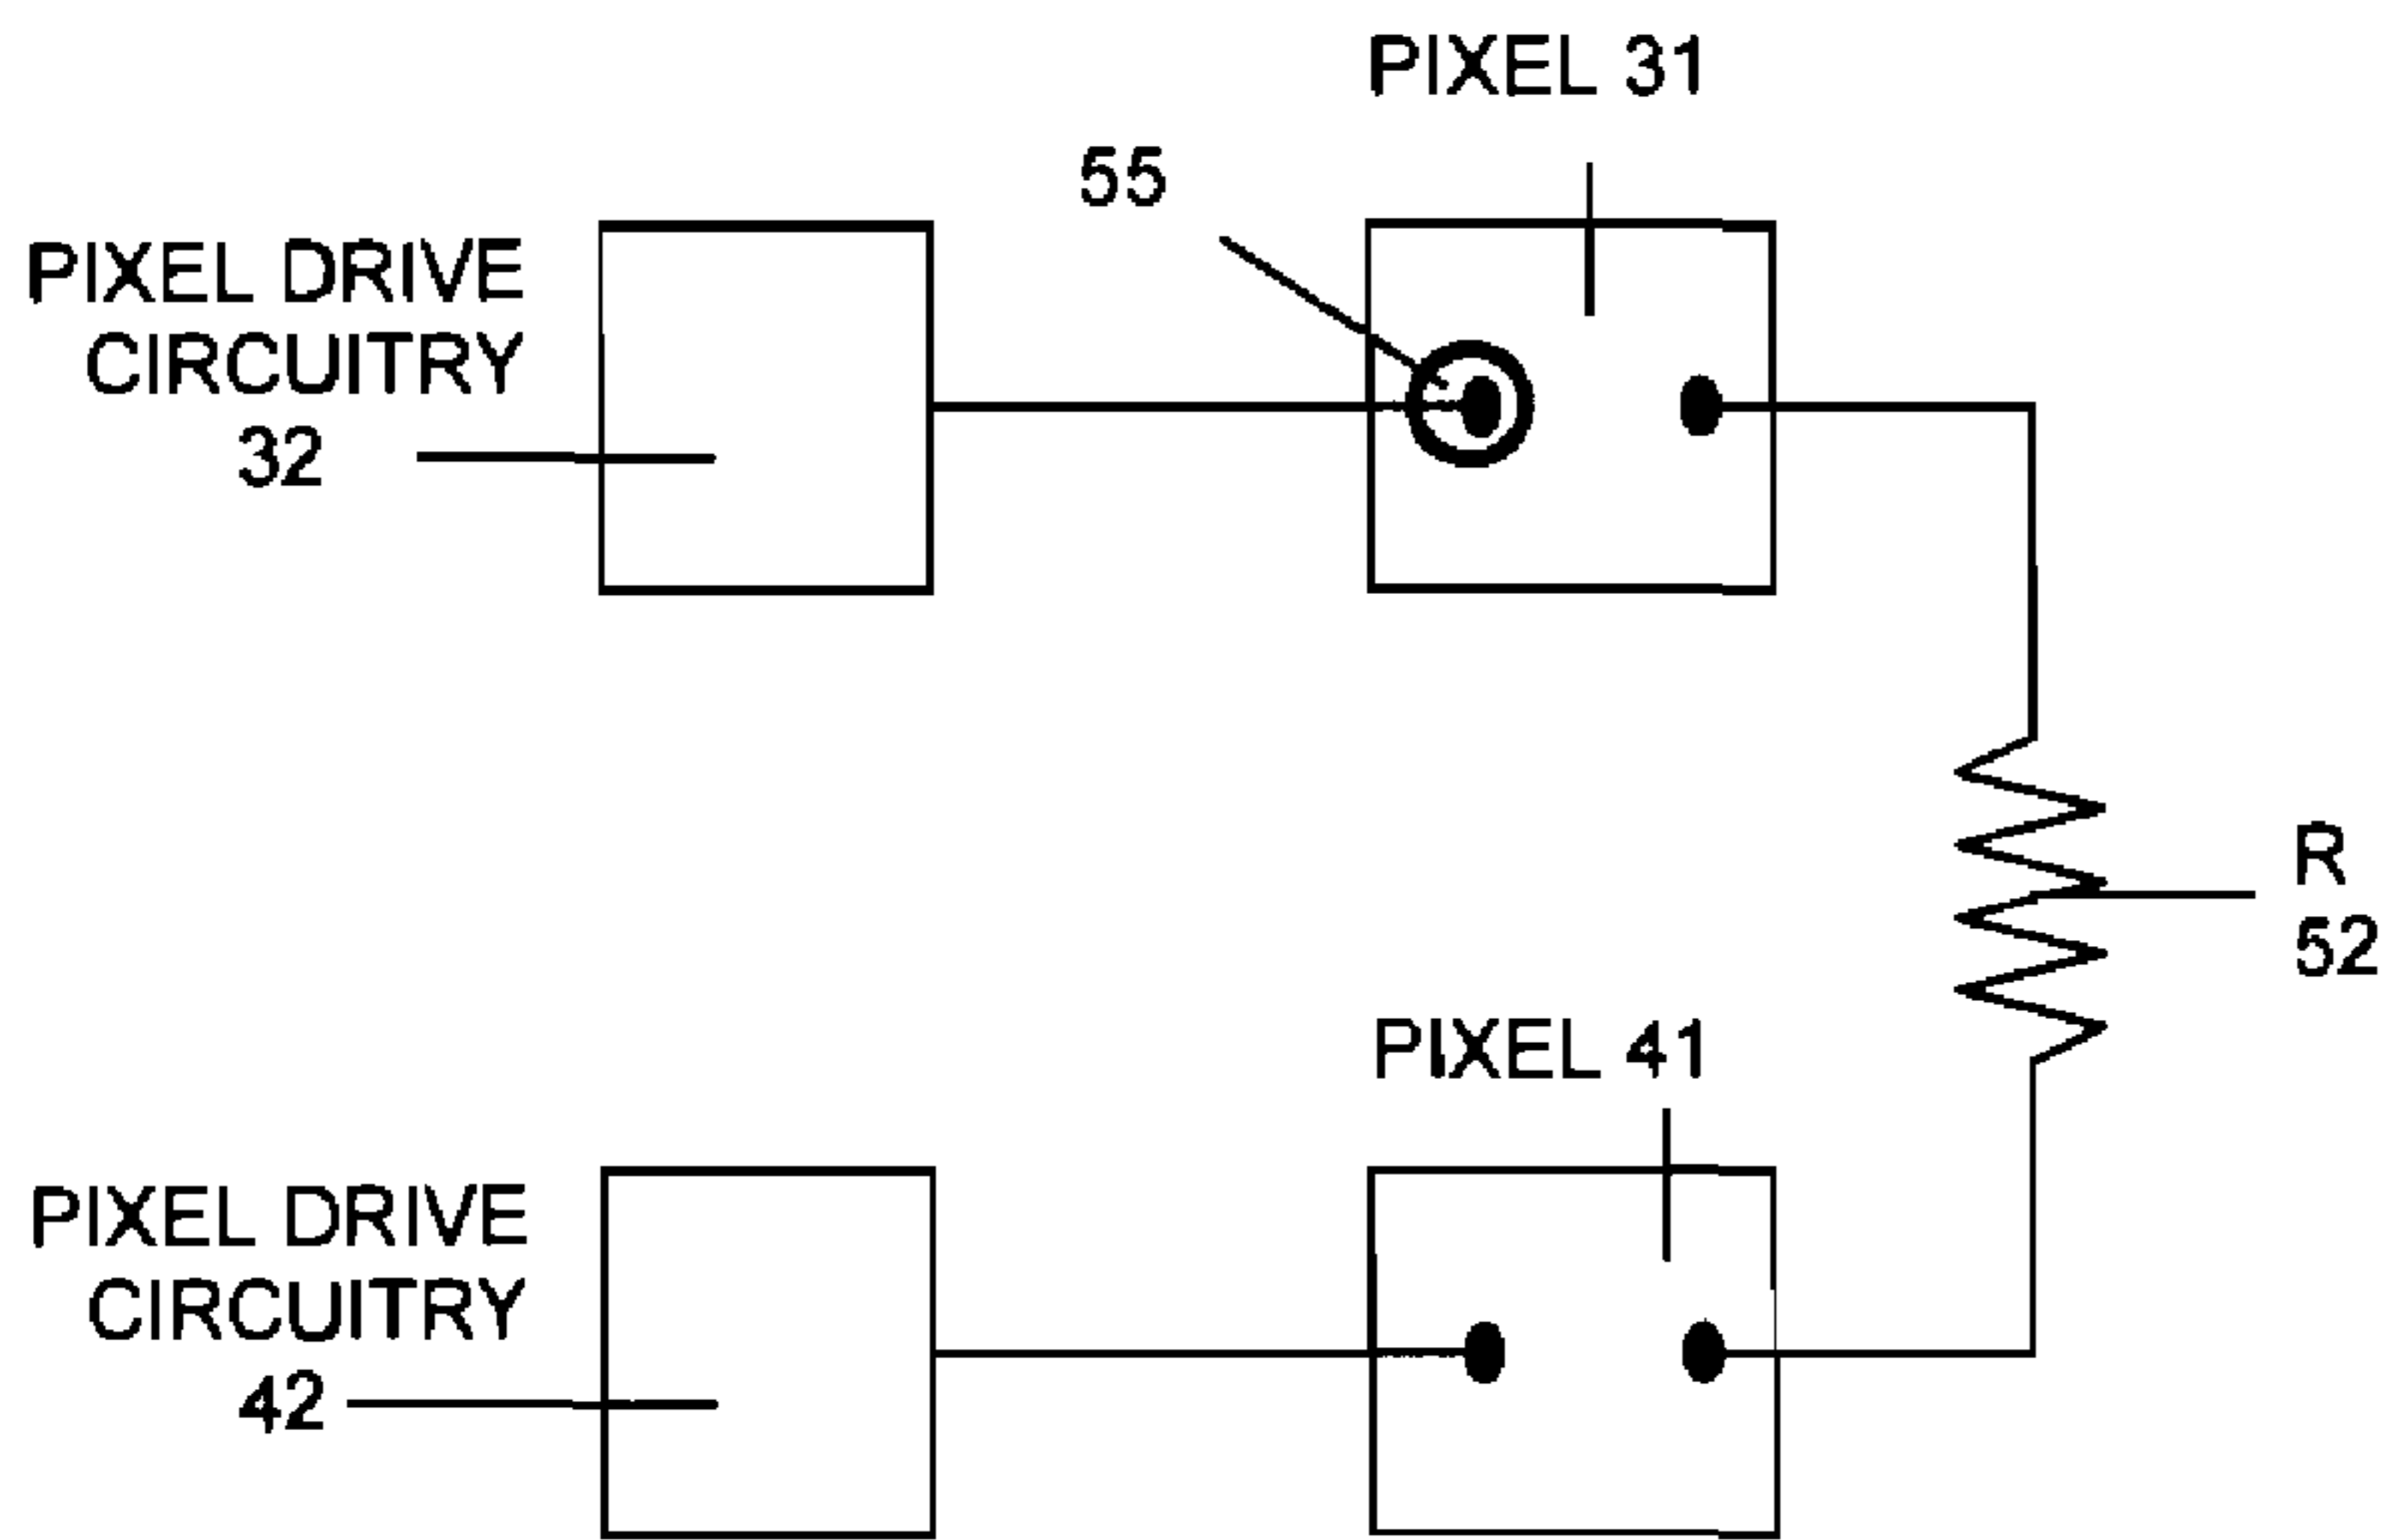 PIXEL 31
55
PIXEL DRIVE
CIRCUITRY
32
R
52
PIXEL 41
PIXEL DRIVE
CIRCUITRY
42